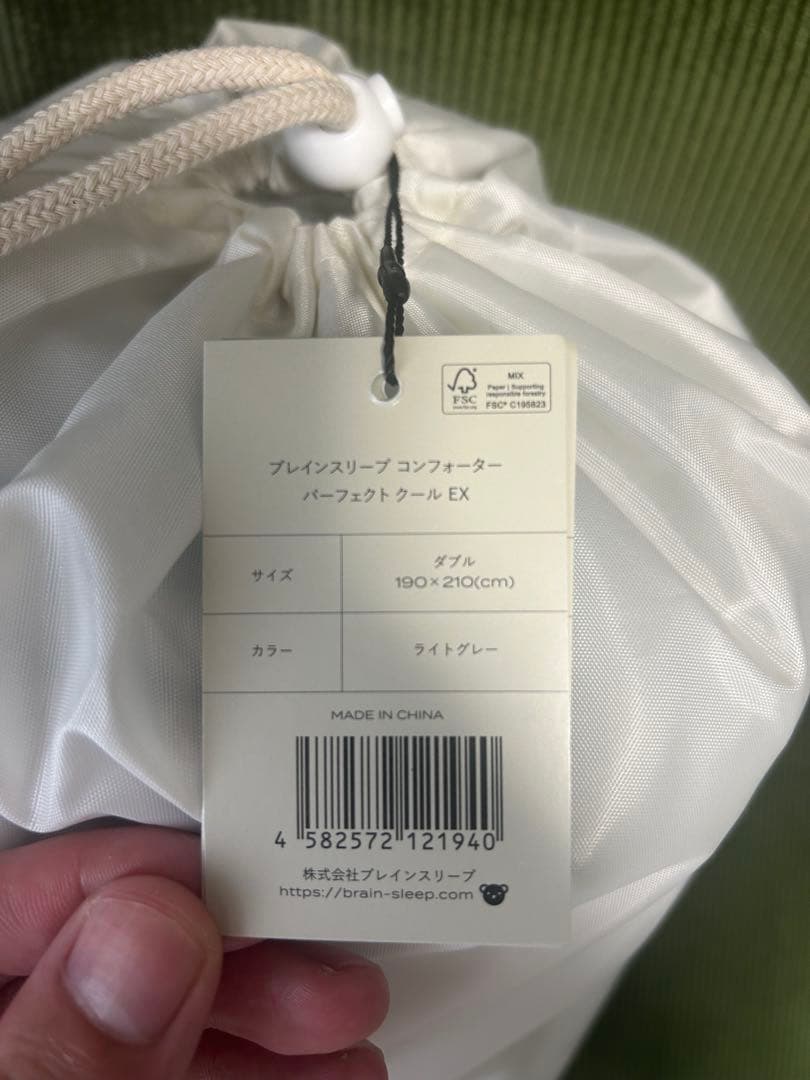 FSC
www.fsc.org
MIX
Paper | Supporting
responsible forestry
FSC® C195823
ブレインスリープ コンフォーター
パーフェクト クール EX
サイズ
ダブル
190×210(cm)
カラー
ライトグレー
MADE IN CHINA
4 582572 121940
株式会社ブレインスリープ
https://brain-sleep.com